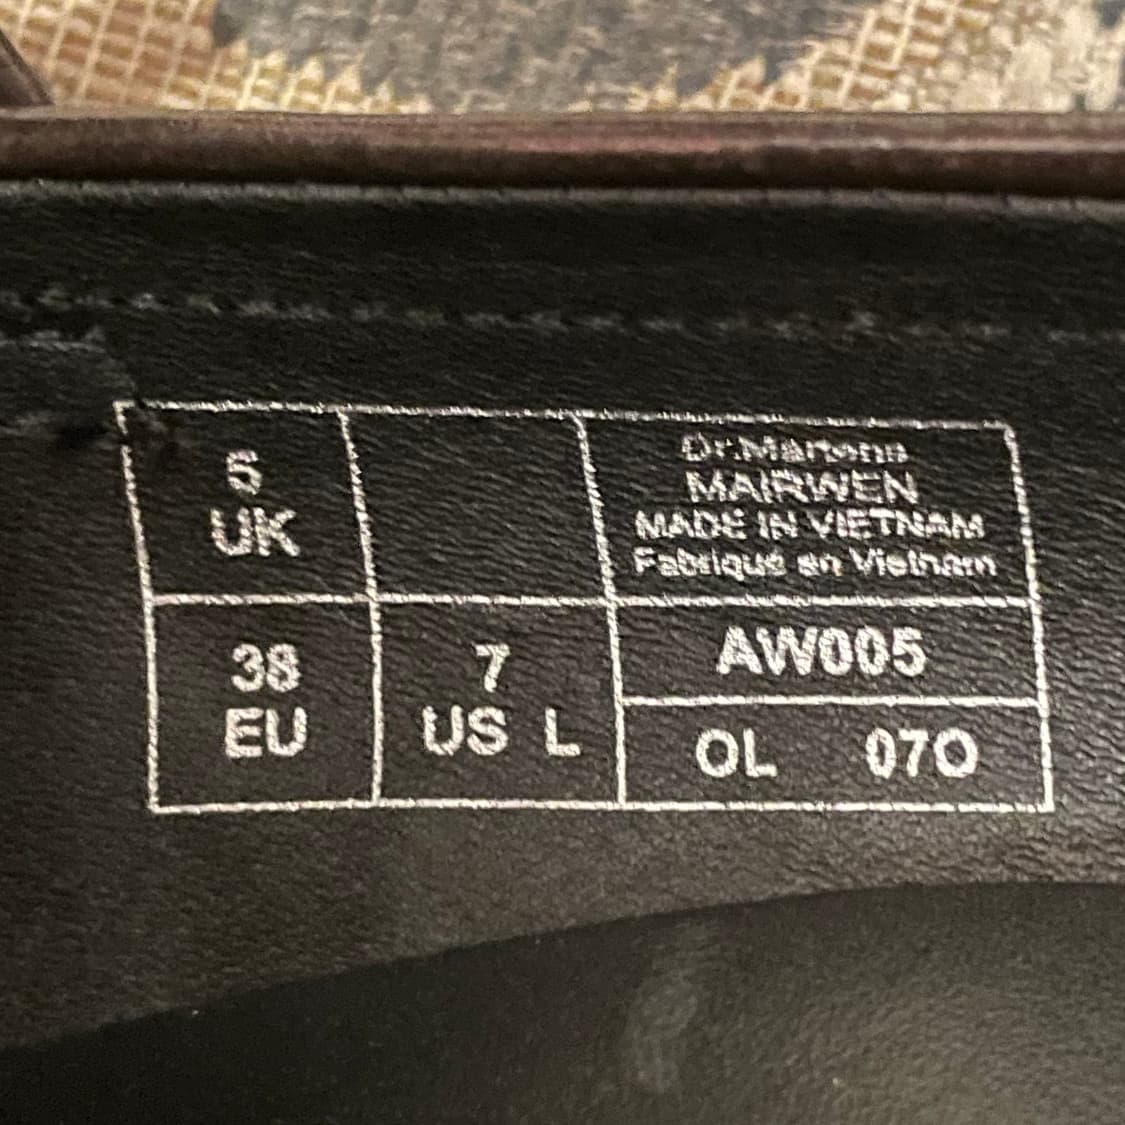 5
UK
Dr.Martens
MAIRWEN
MADE IN VIETNAM
Fabriqué en Vietnam
38
EU
7
US L
AW005
OL 07O